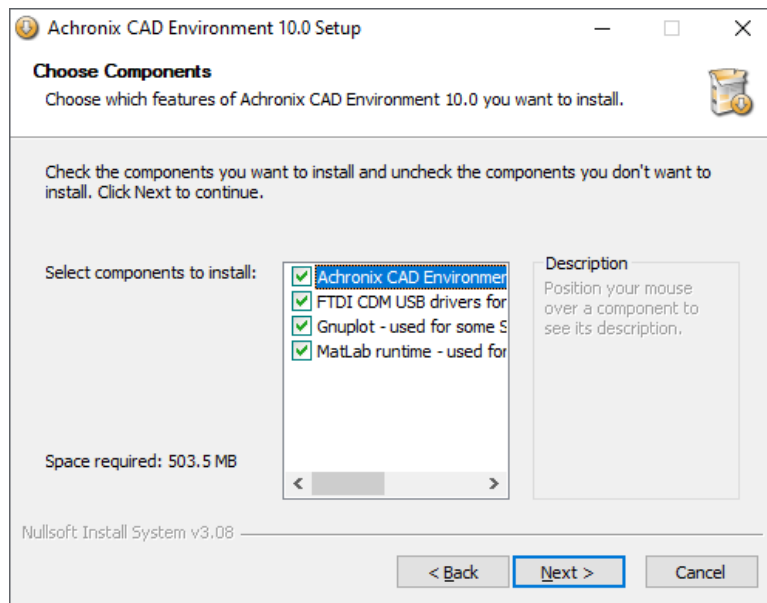 Achronix CAD Environment 10.0 Setup
Choose Components
Choose which features of Achronix CAD Environment 10.0 you want to install.
Check the components you want to install and uncheck the components you don't want to
install. Click Next to continue.
Select components to install:
Achronix CAD Environmen
FTDI CDM USB drivers for
Gnuplot - used for some S
MatLab runtime - used for
Description
Position your mouse
over a component to
see its description.
Space required: 503.5 MB
Nullsoft Install System v3.08
< Back
Next >
Cancel